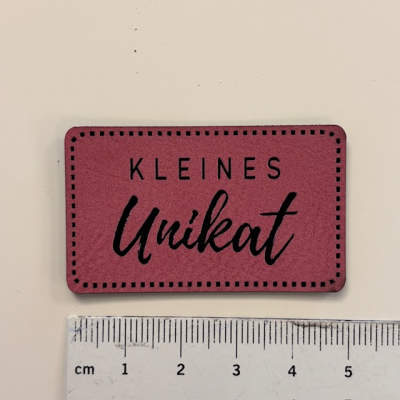 KLEINES
Unikat
cm 1 2 3 4 5